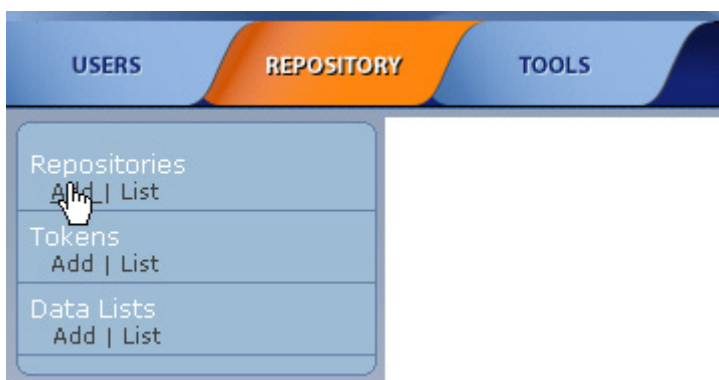 USERS REPOSITORY TOOLS
Repositories
Add | List
Tokens
Add | List
Data Lists
Add | List